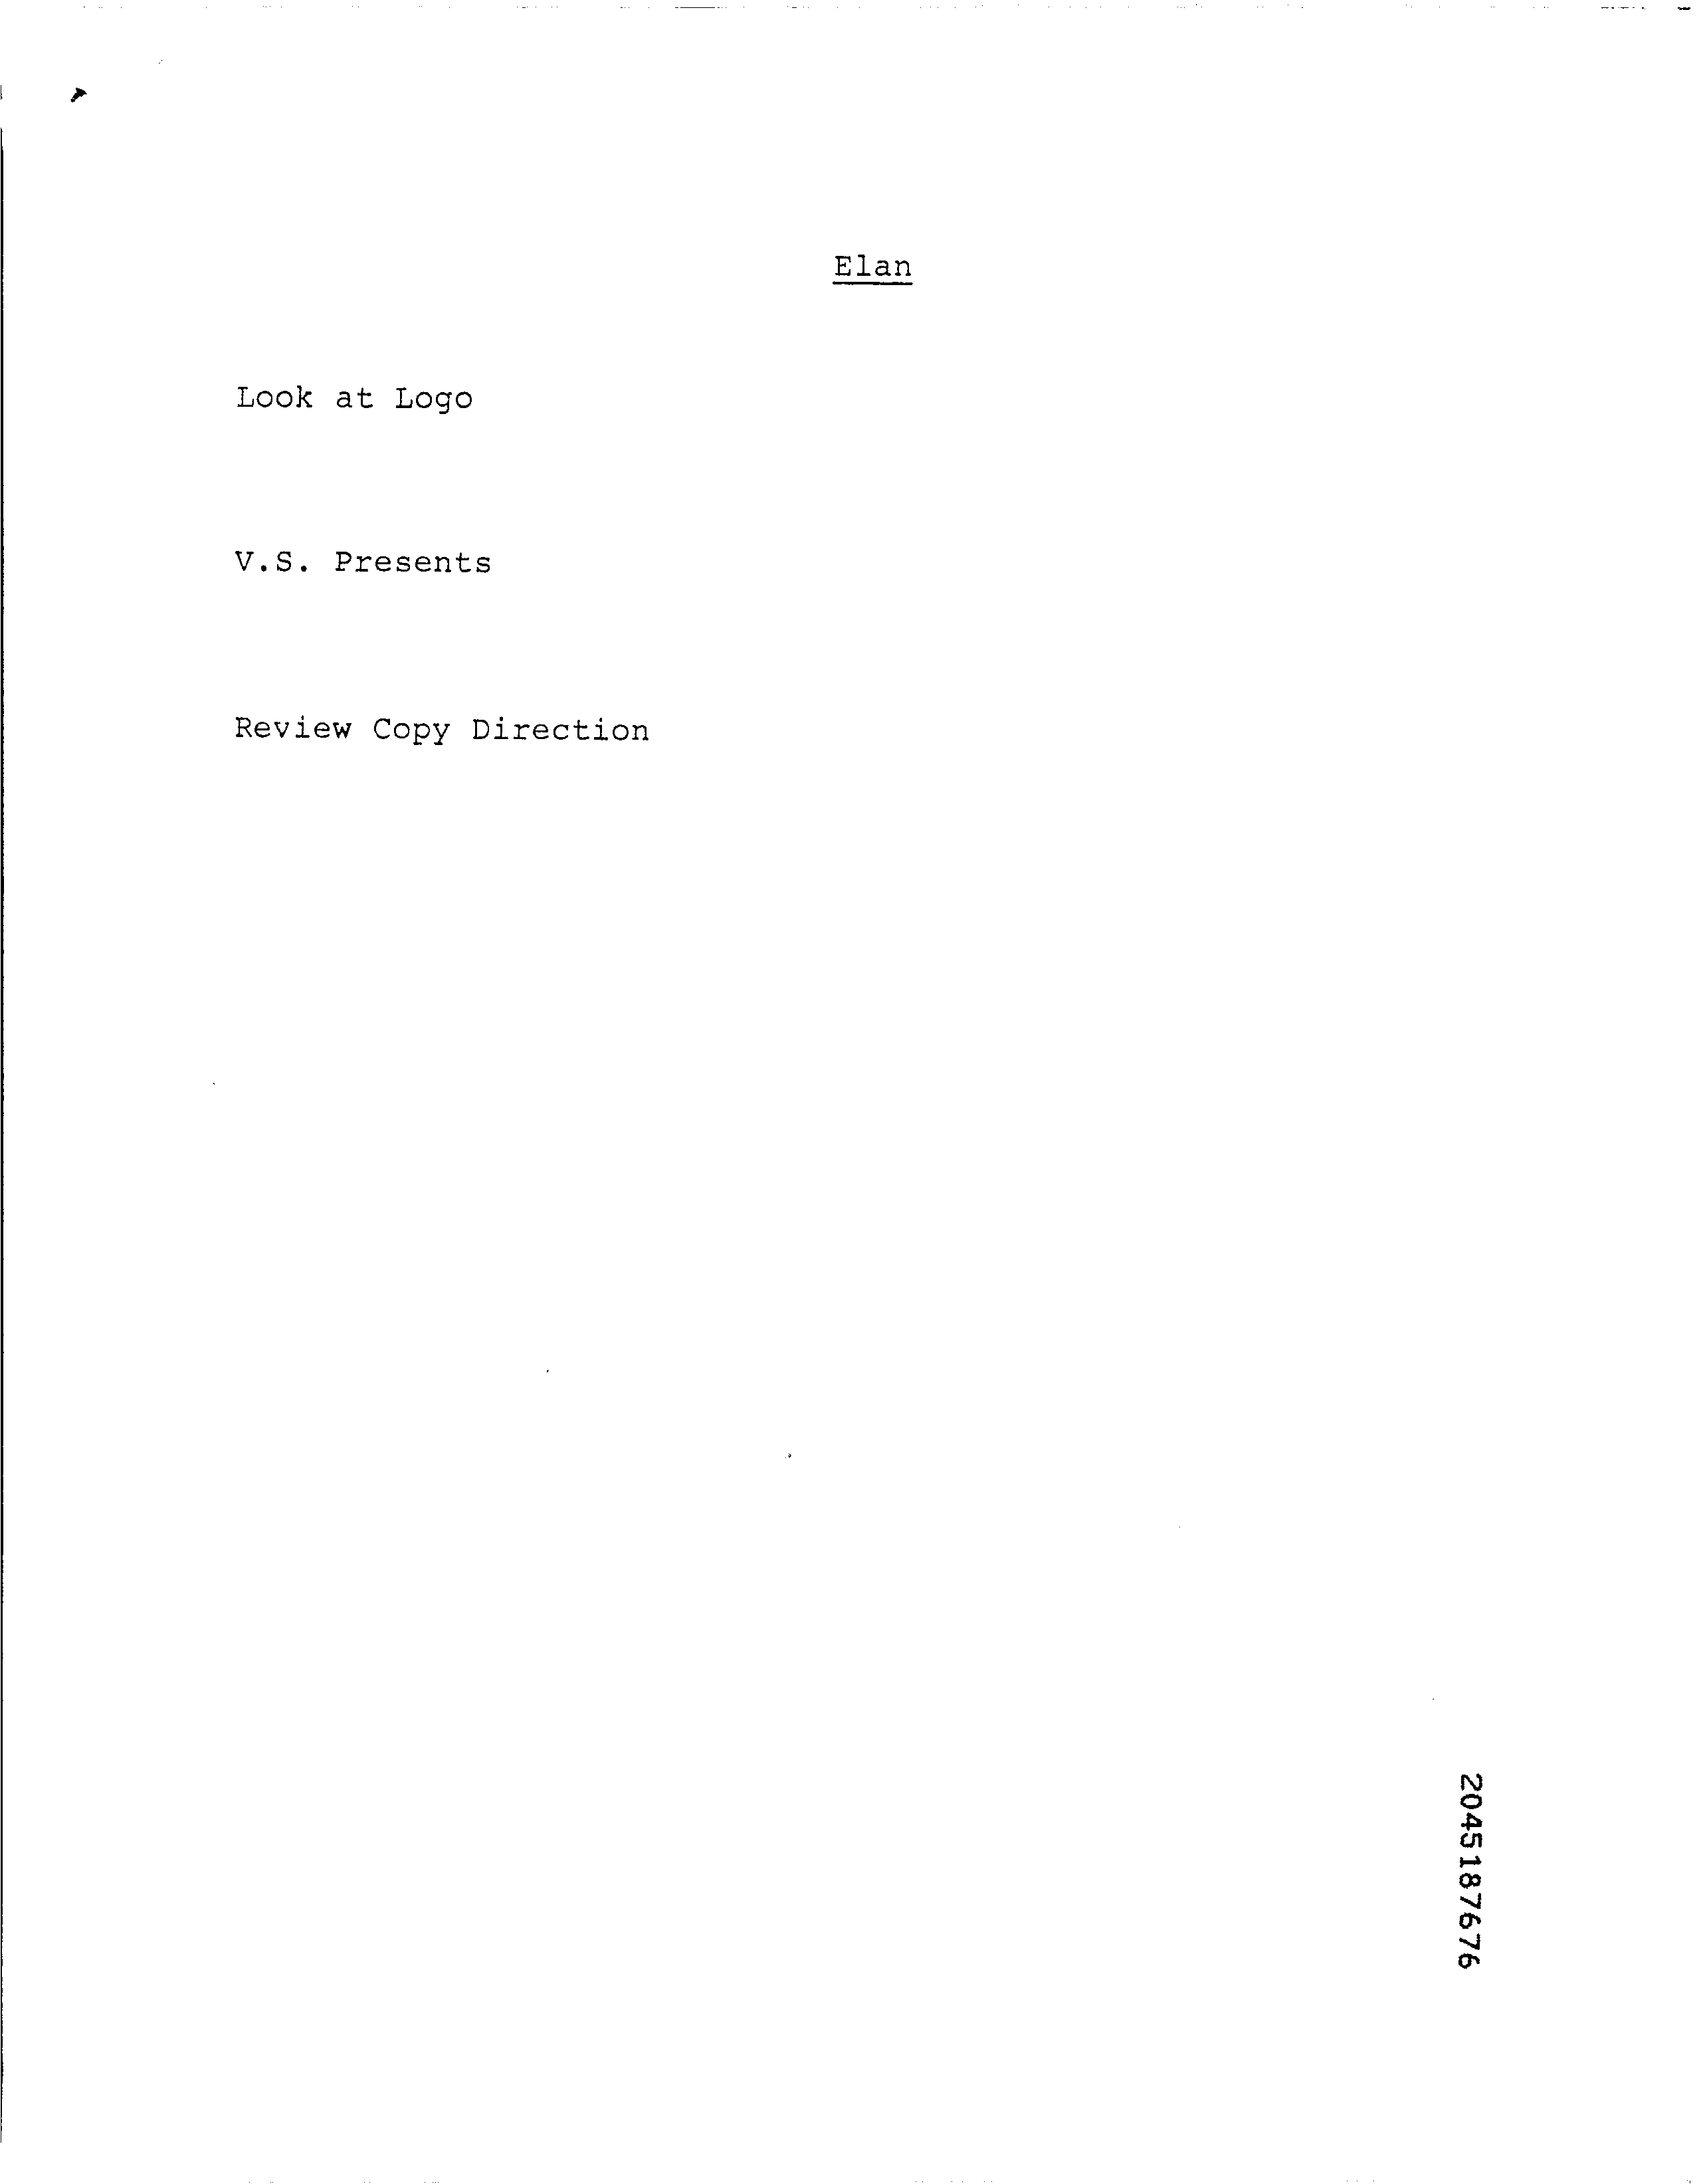 Elan
Look at Logo
V.S. Presents
Review Copy Direction
2045187676